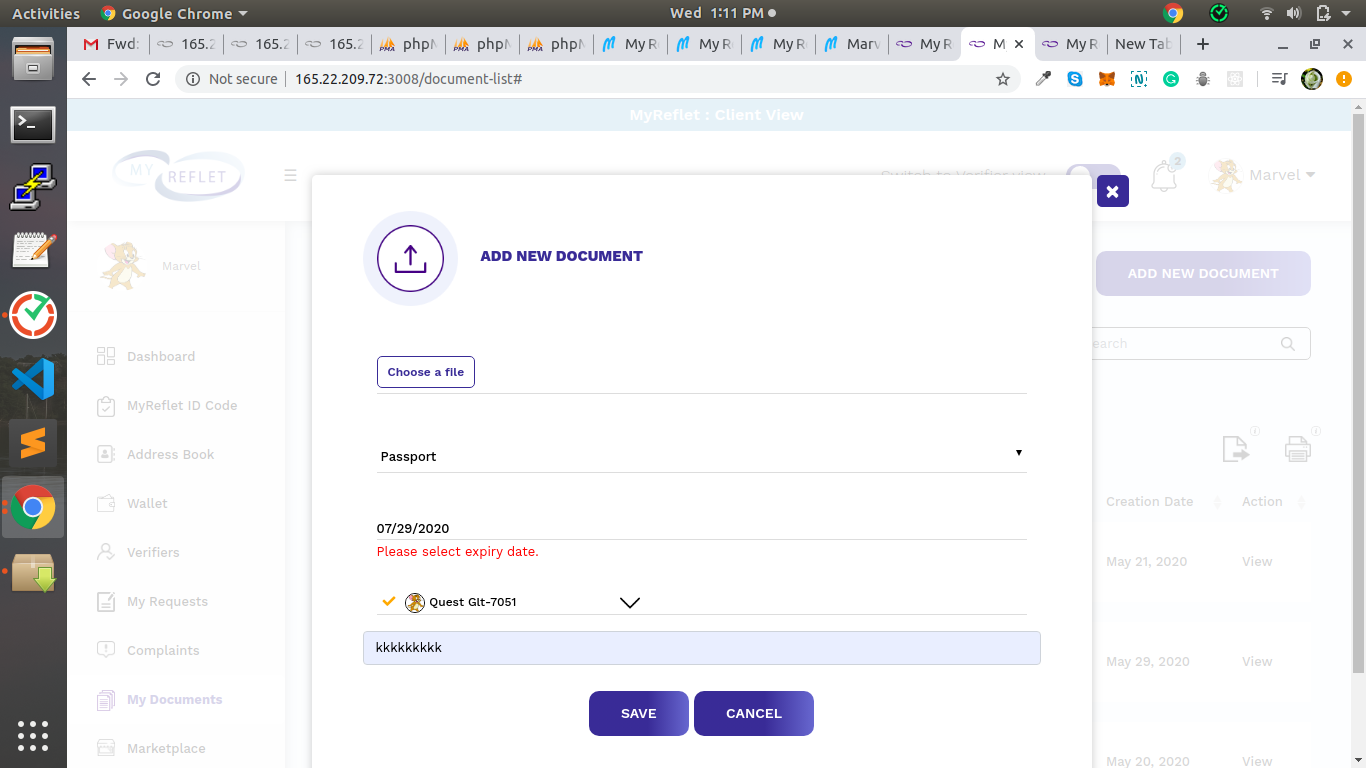 Activities Google Chrome Wed 1:11 PM
Fwd: 165.2 165.2 165.2 phpM phpM phpM My R My R My R Marv My R M My R New Tab
Not secure 165.22.209.72:3008/document-list#
MyReflet : Client View
MY REFLET Switch to Verifier view 2 Marvel
Marvel
ADD NEW DOCUMENT
ADD NEW DOCUMENT
earch
Dashboard
Choose a file
MyReflet ID Code
Address Book
Passport
Wallet
Creation Date Action
07/29/2020
Please select expiry date.
Verifiers
May 21, 2020 View
My Requests
Quest Glt-7051
Complaints
kkkkkkkkk
May 29, 2020 View
My Documents
SAVE CANCEL
Marketplace
May 20, 2020 View